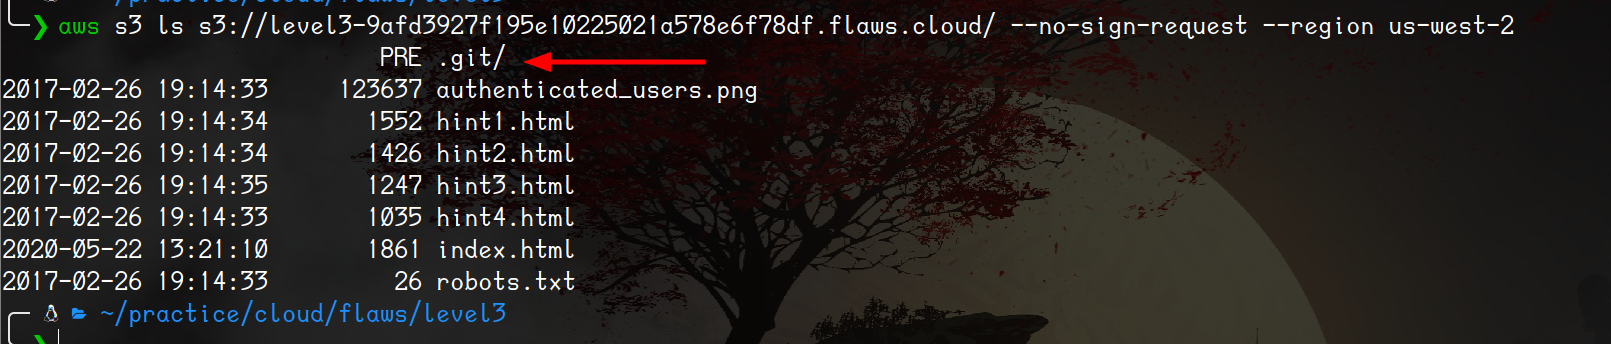 ❯ aws s3 ls s3://level3-9afd3927f195e10225021a578e6f78df.flaws.cloud/ --no-sign-request --region us-west-2
PRE .git/
2017-02-26 19:14:33 123637 authenticated_users.png
2017-02-26 19:14:34 1552 hint1.html
2017-02-26 19:14:34 1426 hint2.html
2017-02-26 19:14:35 1247 hint3.html
2017-02-26 19:14:33 1035 hint4.html
2020-05-22 13:21:10 1861 index.html
2017-02-26 19:14:33 26 robots.txt
~/practice/cloud/flaws/level3